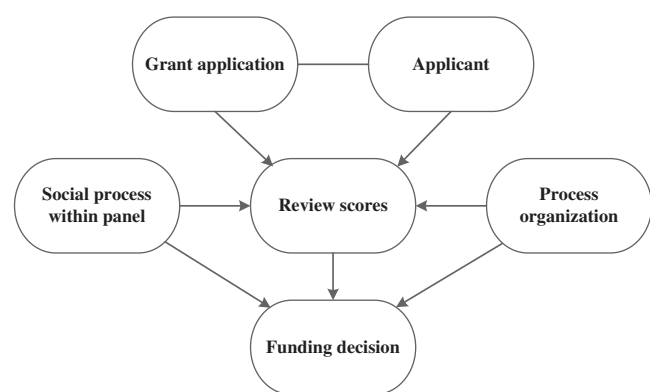 Grant application
Applicant
Social process
within panel
Review scores
Process
organization
Funding decision